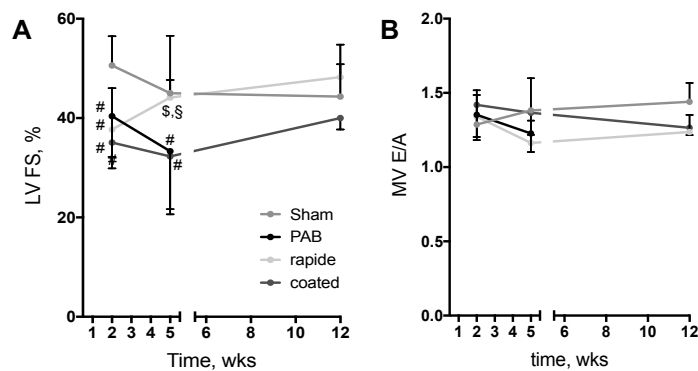 A
LV FS, %
60
40
20
0
#
#
#
#
#
#
$,§
Sham
PAB
rapide
coated
1 2 3 4 5 6 8 10 12
Time, wks
B
MV E/A
2.0
1.5
1.0
0.5
0.0
1 2 3 4 5 6 8 10 12
time, wks